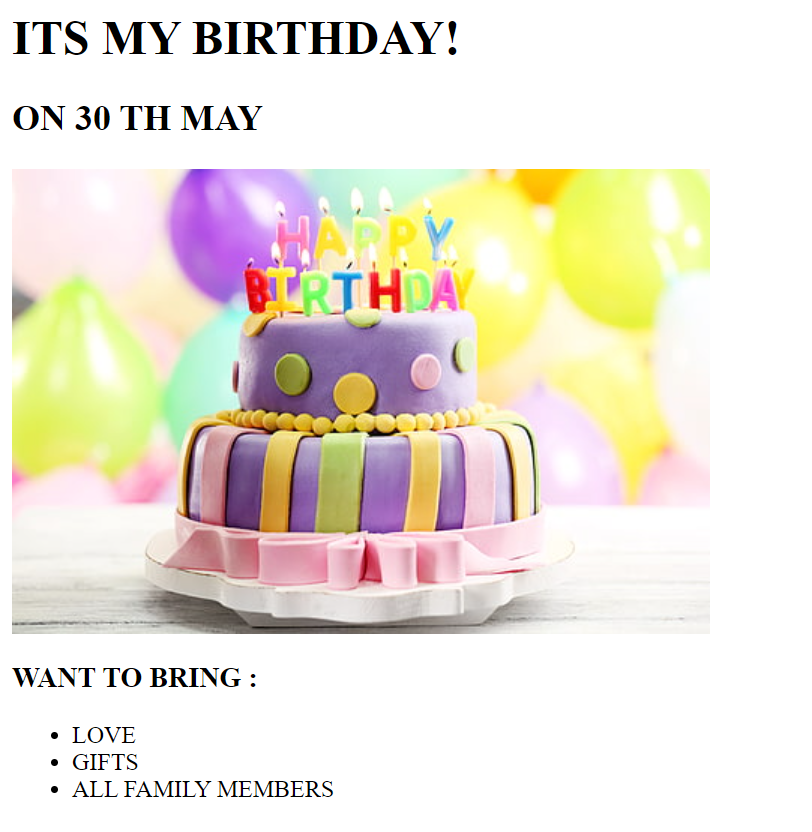 ITS MY BIRTHDAY!
ON 30 TH MAY
HAPPY
BIRTHDAY
WANT TO BRING :
LOVE
GIFTS
ALL FAMILY MEMBERS